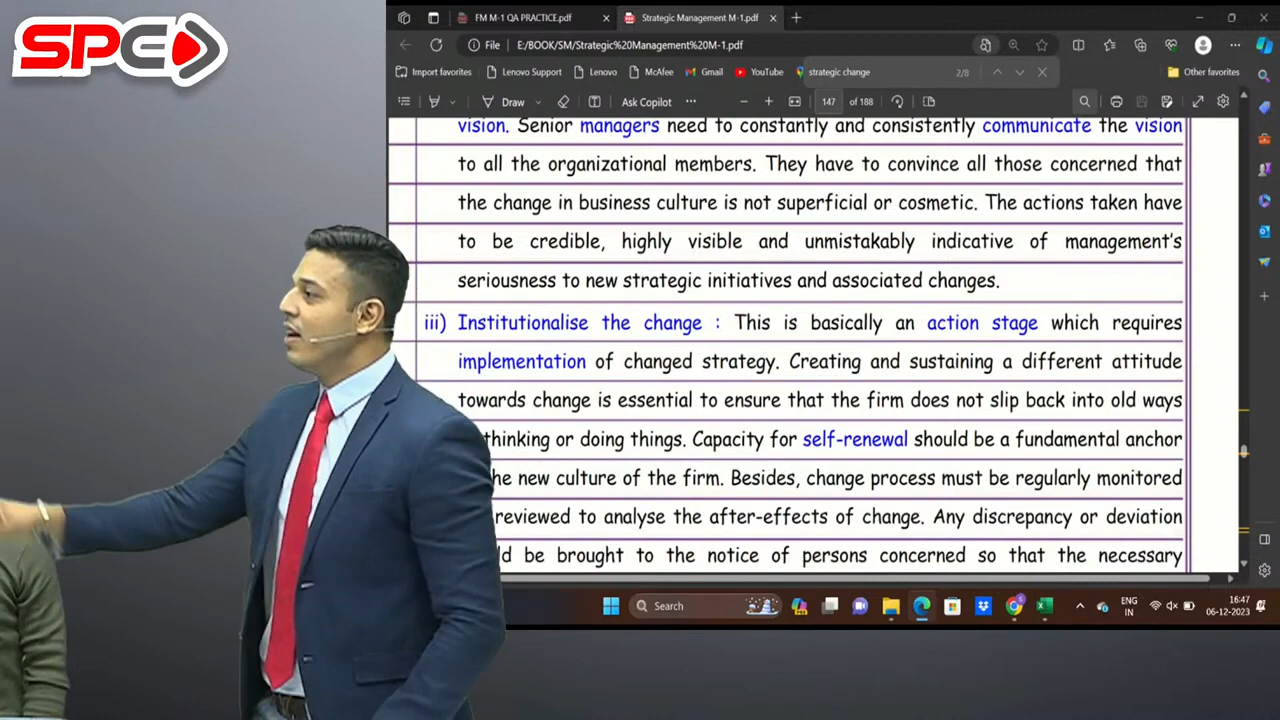 SPC
FM M-1 QA PRACTICE.pdf
Strategic Management M-1.pdf
File
E:/BOOK/SM/Strategic%20Management%20M-1.pdf
Import favorites
Lenovo Support
Lenovo
McAfee
Gmail
YouTube
strategic change
2/8
Other favorites
Draw
Ask Copilot
147
of 188
vision. Senior managers need to constantly and consistently communicate the vision
to all the organizational members. They have to convince all those concerned that
the change in business culture is not superficial or cosmetic. The actions taken have
to be credible, highly visible and unmistakably indicative of management's
seriousness to new strategic initiatives and associated changes.
iii) Institutionalise the change : This is basically an action stage which requires
implementation of changed strategy. Creating and sustaining a different attitude
towards change is essential to ensure that the firm does not slip back into old ways
thinking or doing things. Capacity for self-renewal should be a fundamental anchor
the new culture of the firm. Besides, change process must be regularly monitored
reviewed to analyse the after-effects of change. Any discrepancy or deviation
be brought to the notice of persons concerned so that the necessary
Search
ENG
IN
16:47
06-12-2023